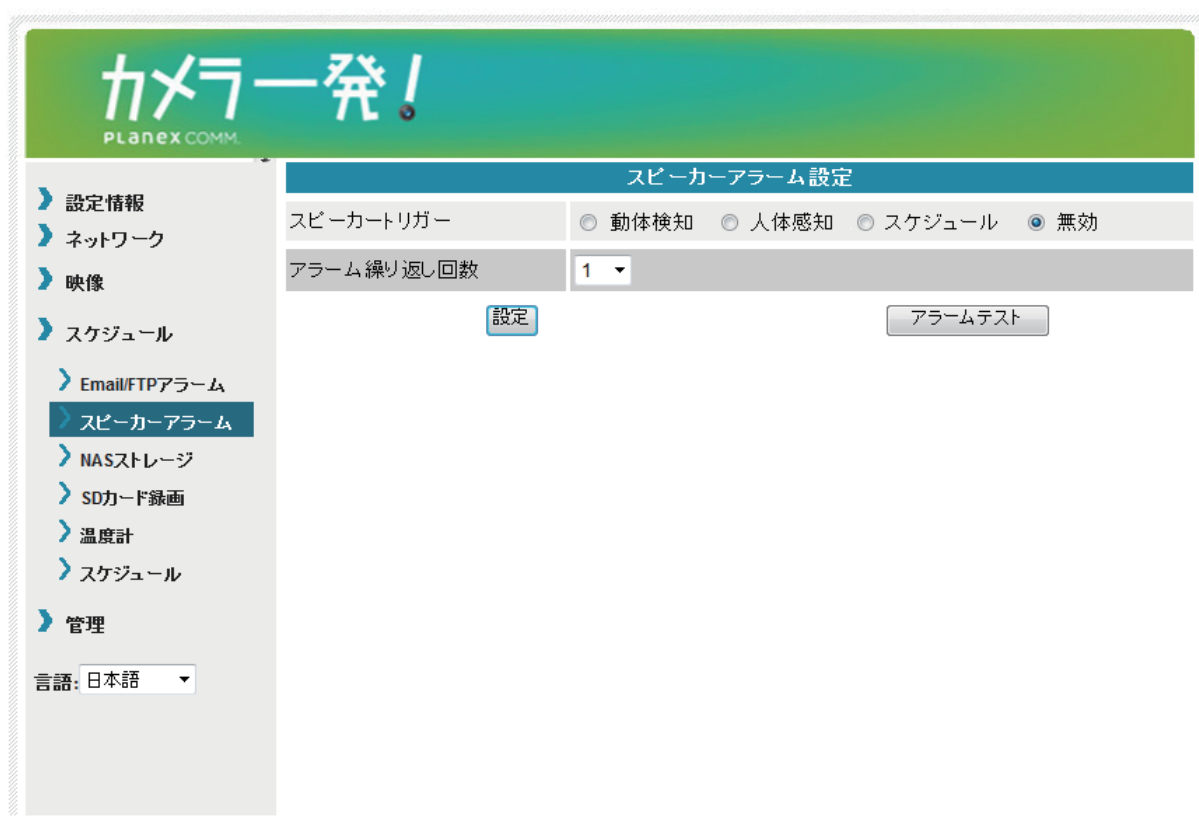 カメラ一発!
PLANEX COMM.
設定情報
ネットワーク
映像
スケジュール
Email/FTPアラーム
スピーカーアラーム
NASストレージ
SDカード録画
温度計
スケジュール
管理
言語: 日本語
スピーカーアラーム設定
スピーカートリガー 動体検知 人体感知 スケジュール 無効
アラーム繰り返し回数 1
設定 アラームテスト